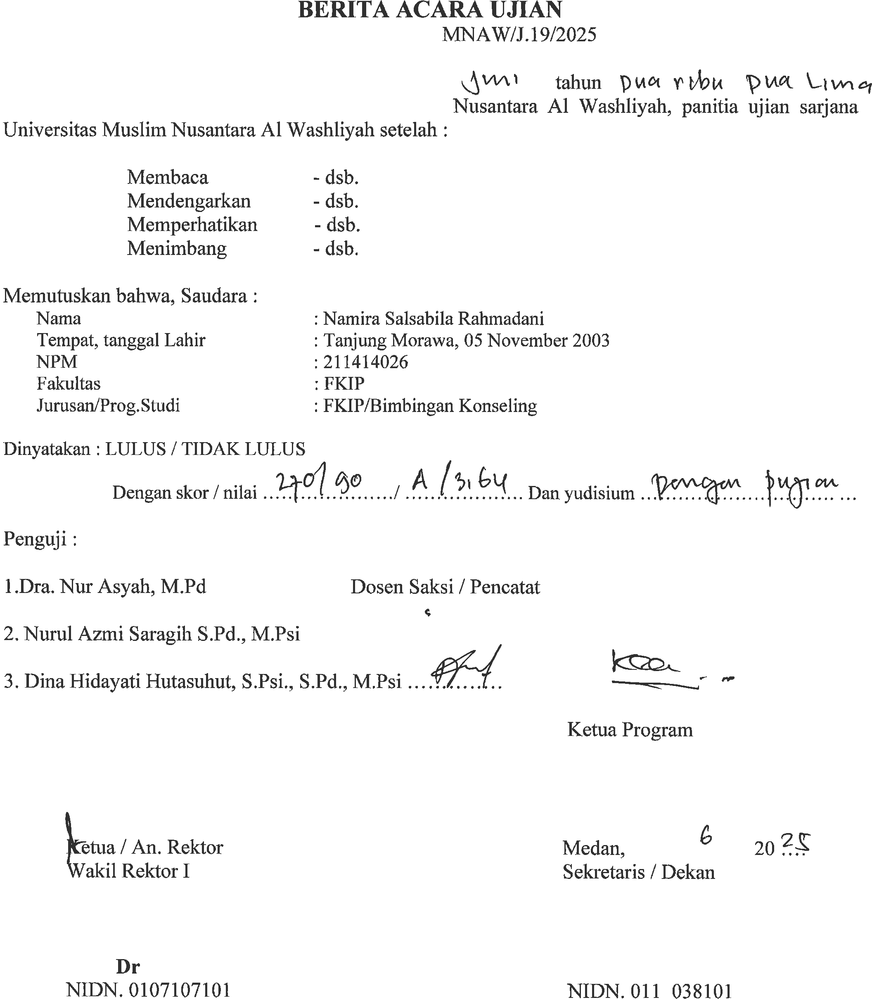 BERITA ACARA UJIAN
MNAW/J.19/2025
Juni tahun Dua ribu Dua Lima
Nusantara Al Washliyah, panitia ujian sarjana
Universitas Muslim Nusantara Al Washliyah setelah :
Membaca - dsb.
Mendengarkan - dsb.
Memperhatikan - dsb.
Menimbang - dsb.
Memutuskan bahwa, Saudara :
Nama : Namira Salsabila Rahmadani
Tempat, tanggal Lahir : Tanjung Morawa, 05 November 2003
NPM : 211414026
Fakultas : FKIP
Jurusan/Prog.Studi : FKIP/Bimbingan Konseling
Dinyatakan : LULUS / TIDAK LULUS
Dengan skor / nilai 270/90 / A/3,64 Dan yudisium Dengan pujian
Penguji :
1.Dra. Nur Asyah, M.Pd Dosen Saksi / Pencatat
2. Nurul Azmi Saragih S.Pd., M.Psi
3. Dina Hidayati Hutasuhut, S.Psi., S.Pd., M.Psi ..............
Ketua Program
Ketua / An. Rektor Medan, 6 2025
Wakil Rektor I Sekretaris / Dekan
Dr
NIDN. 0107107101 NIDN. 011 038101